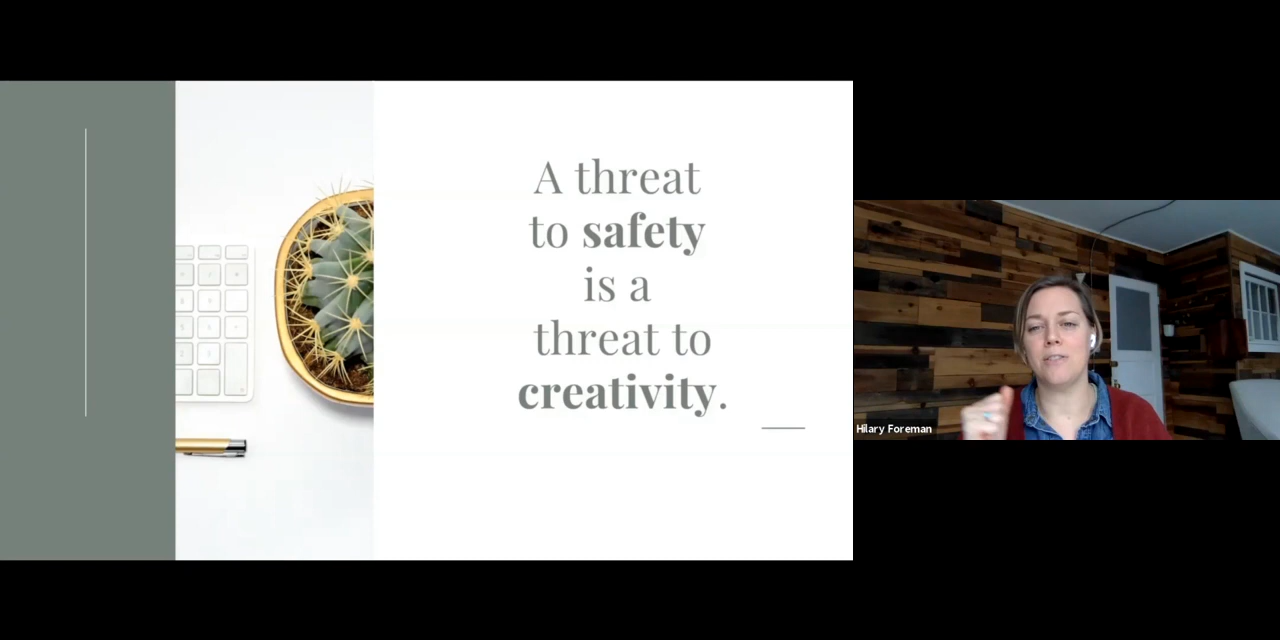 A threat
to safety
is a
threat to
creativity.
Hilary Foreman